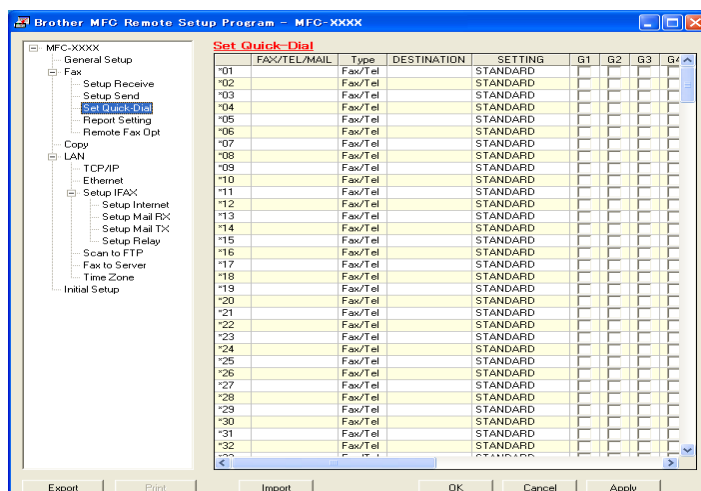 Brother MFC Remote Setup Program - MFC-XXXX
MFC-XXXX
General Setup
Fax
Setup Receive
Setup Send
Set Quick-Dial
Report Setting
Remote Fax Opt
Copy
LAN
TCP/IP
Ethernet
Setup IFAX
Setup Internet
Setup Mail RX
Setup Mail TX
Setup Relay
Scan to FTP
Fax to Server
Time Zone
Initial Setup
Set Quick-Dial
FAX/TEL/MAIL Type DESTINATION SETTING G1 G2 G3 G4
*01 Fax/Tel STANDARD
*02 Fax/Tel STANDARD
*03 Fax/Tel STANDARD
*04 Fax/Tel STANDARD
*05 Fax/Tel STANDARD
*06 Fax/Tel STANDARD
*07 Fax/Tel STANDARD
*08 Fax/Tel STANDARD
*09 Fax/Tel STANDARD
*10 Fax/Tel STANDARD
*11 Fax/Tel STANDARD
*12 Fax/Tel STANDARD
*13 Fax/Tel STANDARD
*14 Fax/Tel STANDARD
*15 Fax/Tel STANDARD
*16 Fax/Tel STANDARD
*17 Fax/Tel STANDARD
*18 Fax/Tel STANDARD
*19 Fax/Tel STANDARD
*20 Fax/Tel STANDARD
*21 Fax/Tel STANDARD
*22 Fax/Tel STANDARD
*23 Fax/Tel STANDARD
*24 Fax/Tel STANDARD
*25 Fax/Tel STANDARD
*26 Fax/Tel STANDARD
*27 Fax/Tel STANDARD
*28 Fax/Tel STANDARD
*29 Fax/Tel STANDARD
*30 Fax/Tel STANDARD
*31 Fax/Tel STANDARD
*32 Fax/Tel STANDARD
Export Print Import OK Cancel Apply